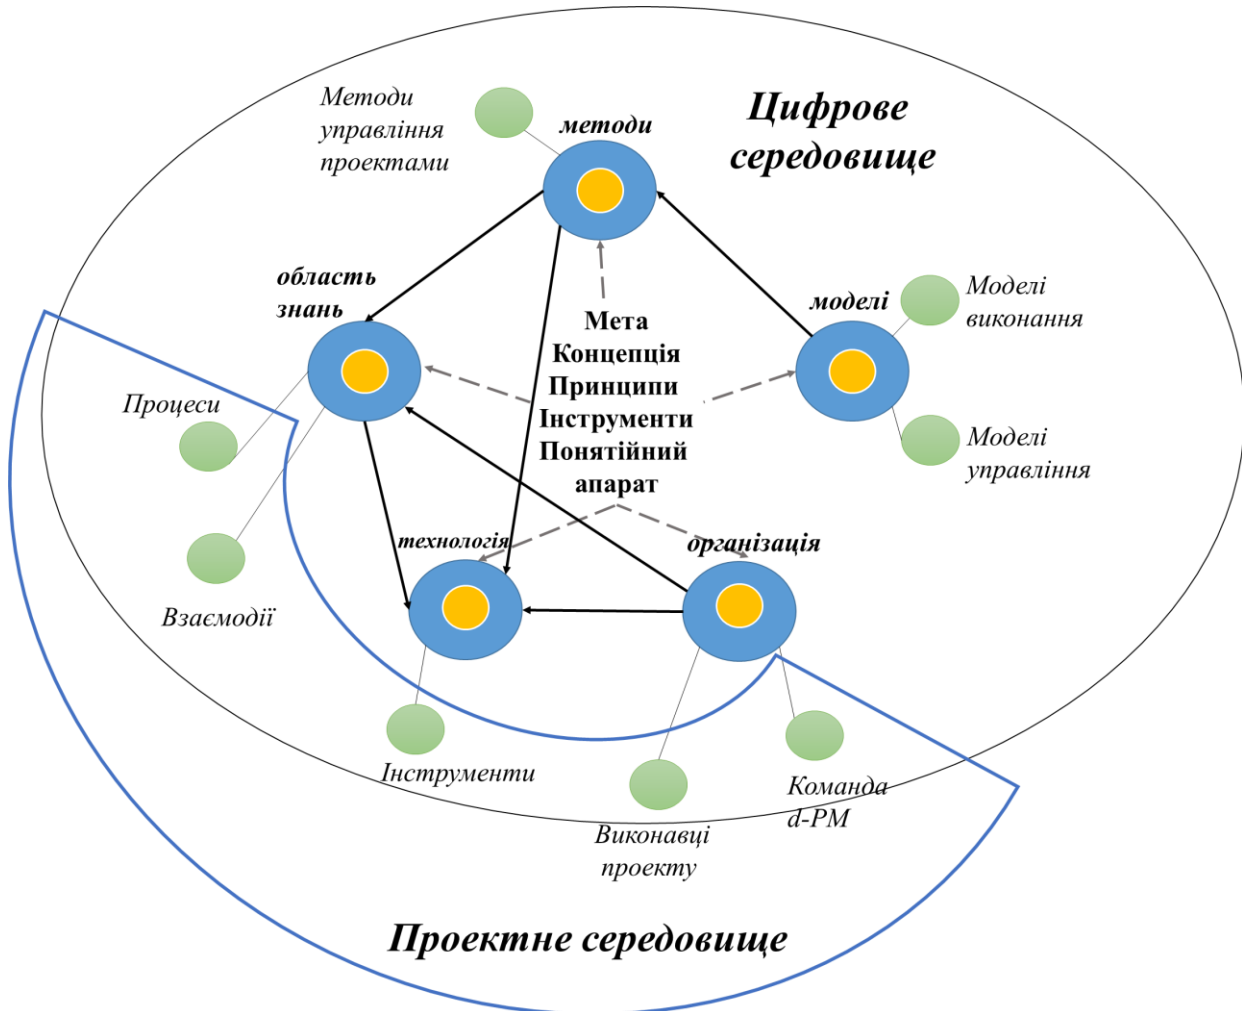 Методи
управління
проектами
методи
Цифрове
середовище
область
знань
моделі
Моделі
виконання
Мета
Концепція
Принципи
Інструменти
Понятійний
апарат
Процеси
Моделі
управління
технологія
організація
Взаємодії
Інструменти
Команда
d-PM
Виконавці
проекту
Проектне середовище